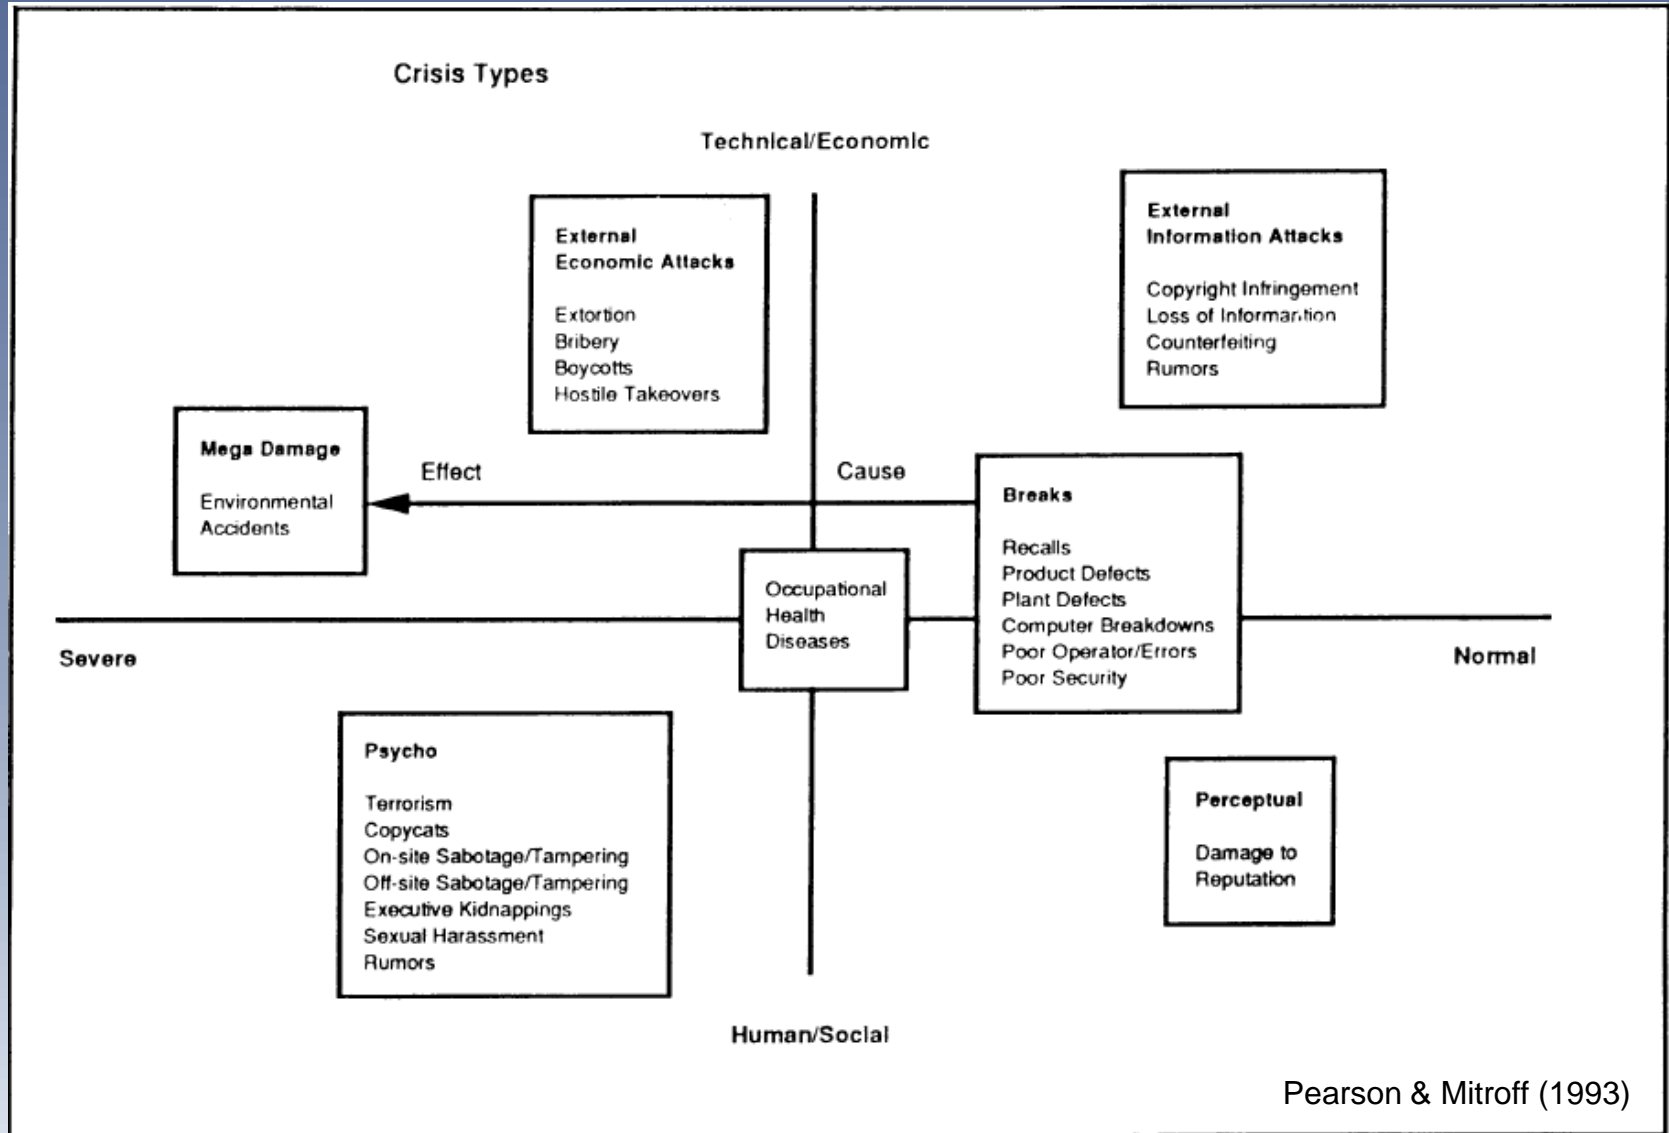 Crisis Types
Technical/Economic
External
Economic Attacks
Extortion
Bribery
Boycotts
Hostile Takeovers
External
Information Attacks
Copyright Infringement
Loss of Information
Counterfeiting
Rumors
Mega Damage
Environmental
Accidents
Effect
Cause
Breaks
Recalls
Product Defects
Plant Defects
Computer Breakdowns
Poor Operator/Errors
Poor Security
Occupational
Health
Diseases
Severe
Normal
Psycho
Terrorism
Copycats
On-site Sabotage/Tampering
Off-site Sabotage/Tampering
Executive Kidnappings
Sexual Harassment
Rumors
Perceptual
Damage to
Reputation
Human/Social
Pearson & Mitroff (1993)